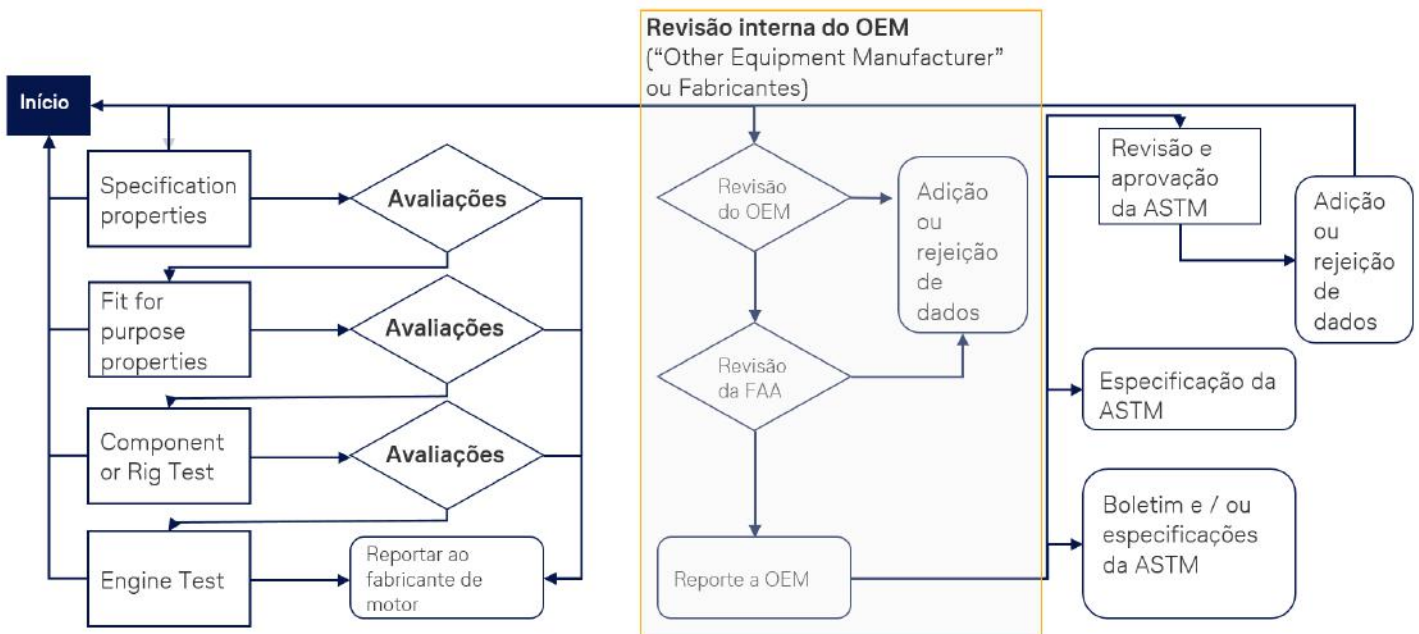 Revisão interna do OEM
(“Other Equipment Manufacturer”
ou Fabricantes)
Início
Specification
properties
Avaliações
Fit for
purpose
properties
Avaliações
Component
or Rig Test
Avaliações
Engine Test
Reportar ao
fabricante de
motor
Revisão
do OEM
Adição
ou
rejeição
de
dados
Revisão
da FAA
Reporte a OEM
Revisão e
aprovação
da ASTM
Adição
ou
rejeição
de
dados
Especificação da
ASTM
Boletim e / ou
especificações
da ASTM